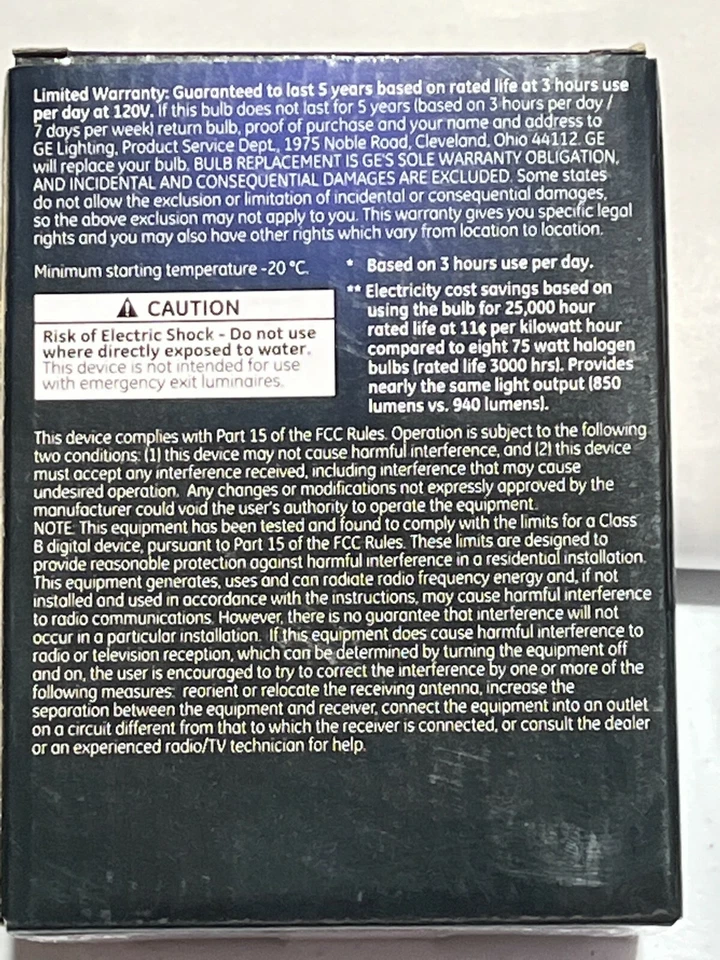 Limited Warranty: Guaranteed to last 5 years based on rated life at 3 hours use
per day at 120V. If this bulb does not last for 5 years (based on 3 hours per day /
7 days per week) return bulb, proof of purchase and your name and address to
GE Lighting, Product Service Dept., 1975 Noble Road, Cleveland, Ohio 44112. GE
will replace your bulb. BULB REPLACEMENT IS GE'S SOLE WARRANTY OBLIGATION,
AND INCIDENTAL AND CONSEQUENTIAL DAMAGES ARE EXCLUDED. Some states
do not allow the exclusion or limitation of incidental or consequential damages,
so the above exclusion may not apply to you. This warranty gives you specific legal
rights and you may also have other rights which vary from location to location.
Minimum starting temperature -20 °C.
⚠ CAUTION
Risk of Electric Shock - Do not use
where directly exposed to water.
This device is not intended for use
with emergency exit luminaires.
* Based on 3 hours use per day.
** Electricity cost savings based on
using the bulb for 25,000 hour
rated life at 11¢ per kilowatt hour
compared to eight 75 watt halogen
bulbs (rated life 3000 hrs). Provides
nearly the same light output (850
lumens vs. 940 lumens).
This device complies with Part 15 of the FCC Rules. Operation is subject to the following
two conditions: (1) this device may not cause harmful interference, and (2) this device
must accept any interference received, including interference that may cause
undesired operation. Any changes or modifications not expressly approved by the
manufacturer could void the user's authority to operate the equipment.
NOTE: This equipment has been tested and found to comply with the limits for a Class
B digital device, pursuant to Part 15 of the FCC Rules. These limits are designed to
provide reasonable protection against harmful interference in a residential installation.
This equipment generates, uses and can radiate radio frequency energy and, if not
installed and used in accordance with the instructions, may cause harmful interference
to radio communications. However, there is no guarantee that interference will not
occur in a particular installation. If this equipment does cause harmful interference to
radio or television reception, which can be determined by turning the equipment off
and on, the user is encouraged to try to correct the interference by one or more of the
following measures: reorient or relocate the receiving antenna, increase the
separation between the equipment and receiver, connect the equipment into an outlet
on a circuit different from that to which the receiver is connected, or consult the dealer
or an experienced radio/TV technician for help.